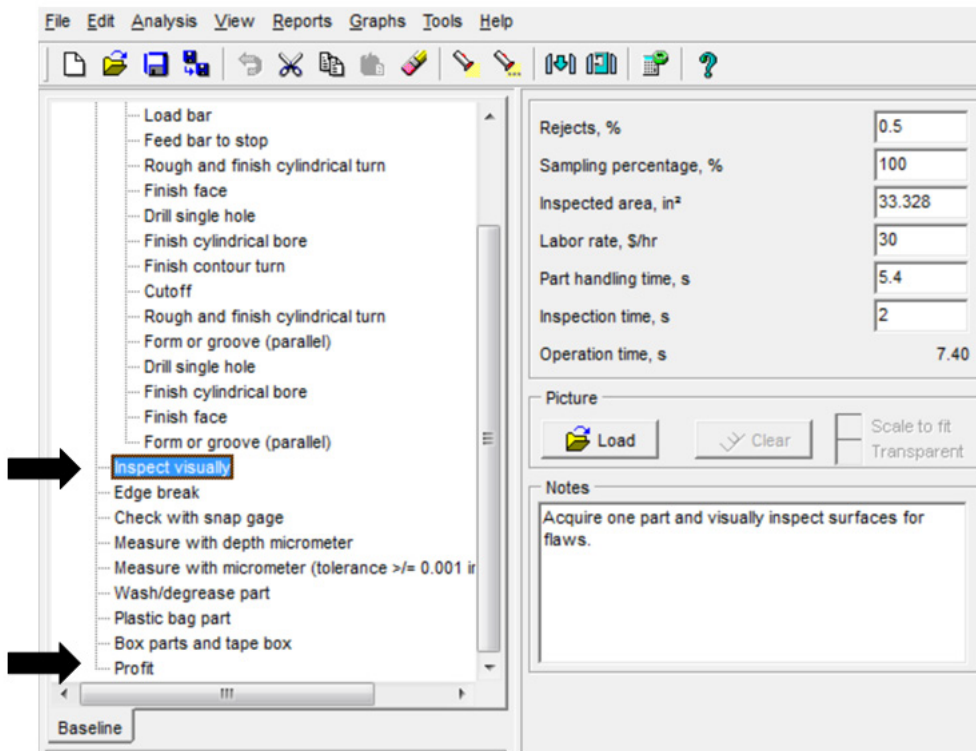 File Edit Analysis View Reports Graphs Tools Help
Load bar
Feed bar to stop
Rough and finish cylindrical turn
Finish face
Drill single hole
Finish cylindrical bore
Finish contour turn
Cutoff
Rough and finish cylindrical turn
Form or groove (parallel)
Drill single hole
Finish cylindrical bore
Finish face
Form or groove (parallel)
Inspect visually
Edge break
Check with snap gage
Measure with depth micrometer
Measure with micrometer (tolerance >/= 0.001 in
Wash/degrease part
Plastic bag part
Box parts and tape box
Profit
Baseline
Rejects, % 0.5
Sampling percentage, % 100
Inspected area, in² 33.328
Labor rate, $/hr 30
Part handling time, s 5.4
Inspection time, s 2
Operation time, s 7.40
Picture
Load Clear Scale to fit
Transparent
Notes
Acquire one part and visually inspect surfaces for
flaws.